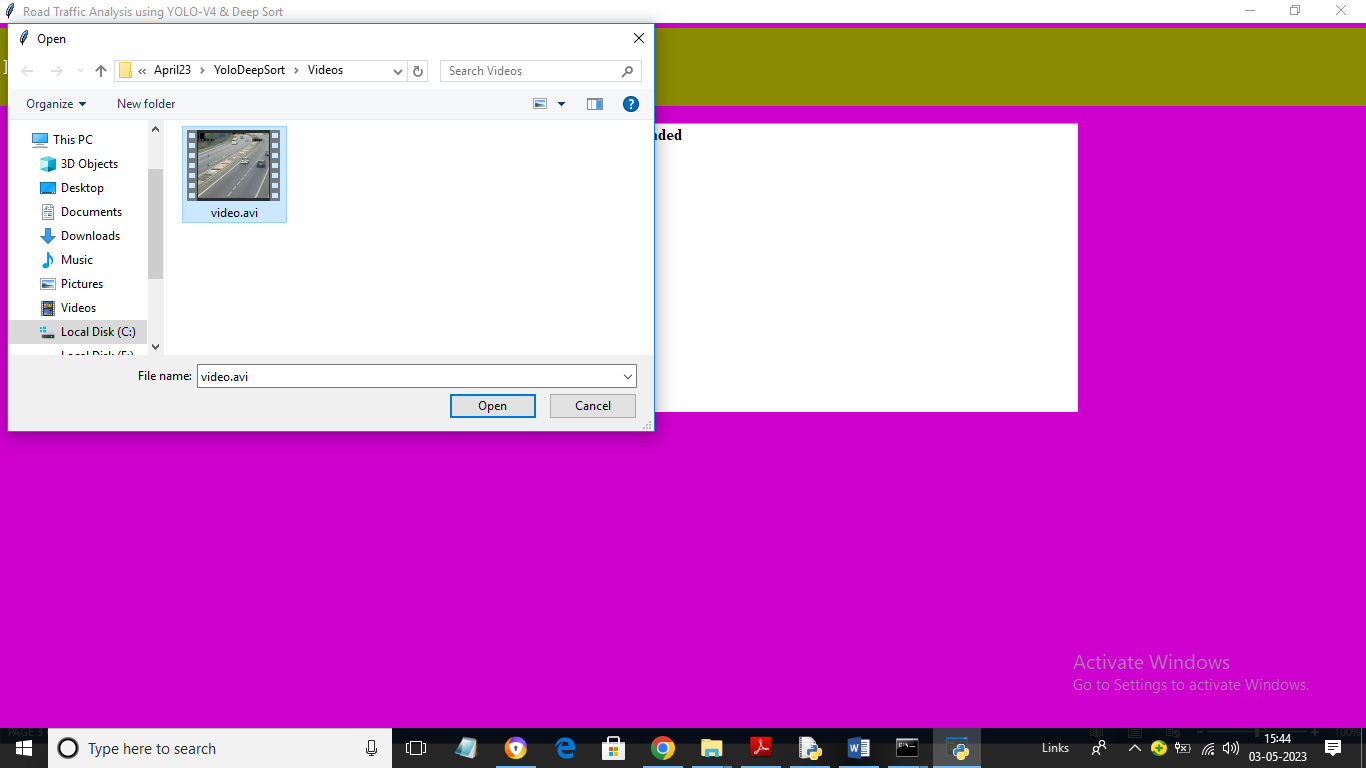 Road Traffic Analysis using YOLO-V4 & Deep Sort
Open
« April23 › YoloDeepSort › Videos
Search Videos
Organize
New folder
This PC
3D Objects
Desktop
Documents
Downloads
Music
Pictures
Videos
Local Disk (C:)
video.avi
File name: video.avi
Open
Cancel
Activate Windows
Go to Settings to activate Windows.
Type here to search
Links
15:44
03-05-2023
100%